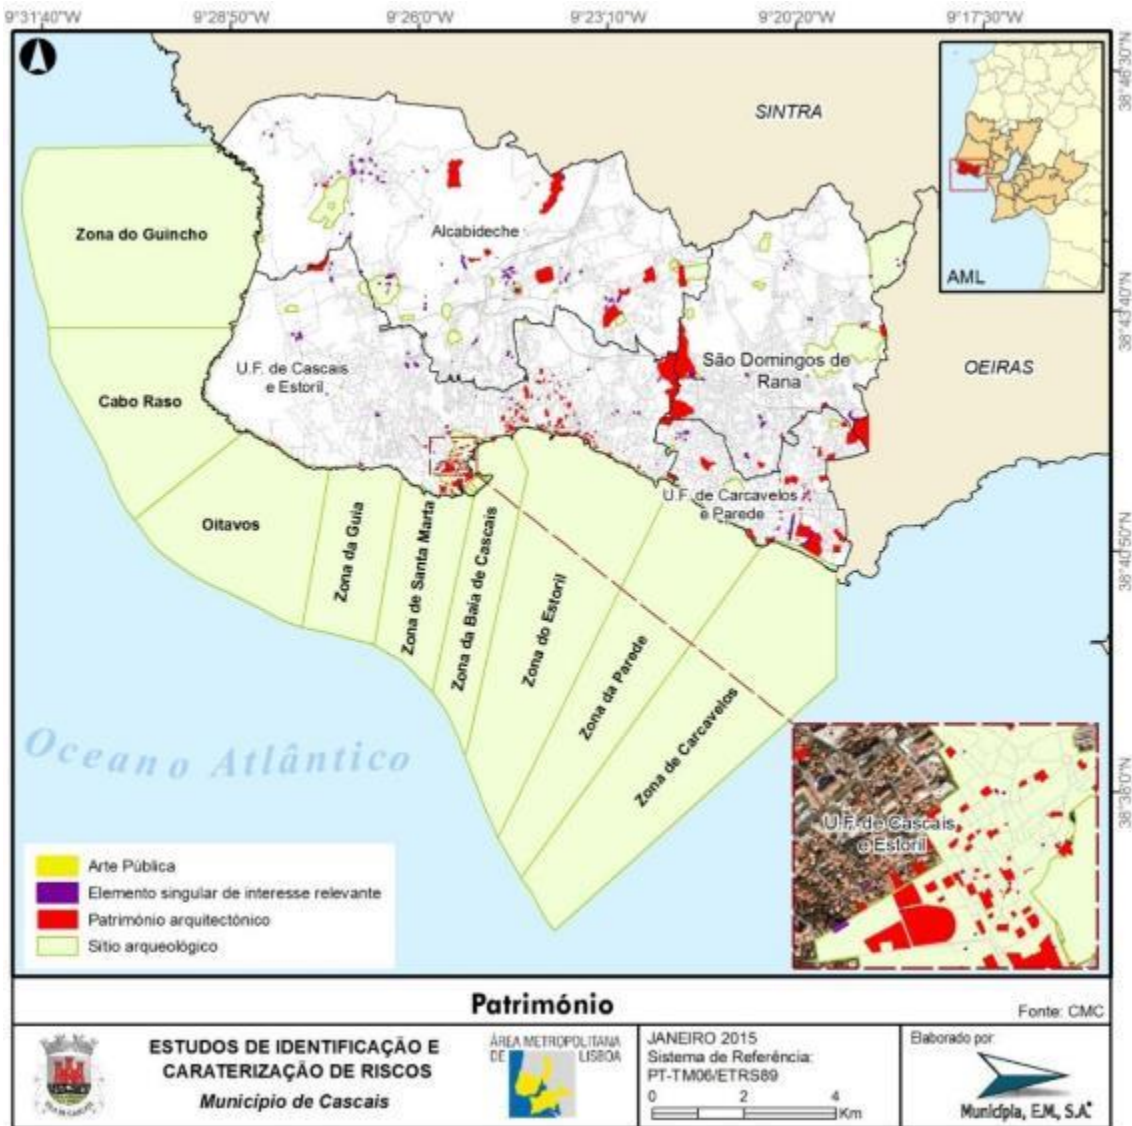 9°31'40"W
9°28'50"W
9°26'0"W
9°23'10"W
9°20'20"W
9°17'30"W
38°46'30"N
SINTRA
Zona do Guincho
Alcabideche
AML
38°43'40"N
U.F. de Cascais
e Estoril
São Domingos de
Rana
OEIRAS
Cabo Raso
Oitavos
Zona da Guia
Zona de Santa Marta
Zona da Baia de Cascais
Zona do Estoril
Zona da Parede
Zona de Carcavelos
U.F. de Carcavelos
e Parede
38°40'50"N
Oceano Atlântico
38°38'0"N
U.F. de Cascais
e Estoril
Arte Pública
Elemento singular de interesse relevante
Património arquitectónico
Sítio arqueológico
Património
Fonte: CMC
ESTUDOS DE IDENTIFICAÇÃO E
CARATERIZAÇÃO DE RISCOS
Município de Cascais
ÁREA METROPOLITANA
DE LISBOA
JANEIRO 2015
Sistema de Referência:
PT-TM06/ETRS89
0 2 4
Km
Elaborado por:
Municípia, E.M., S.A.